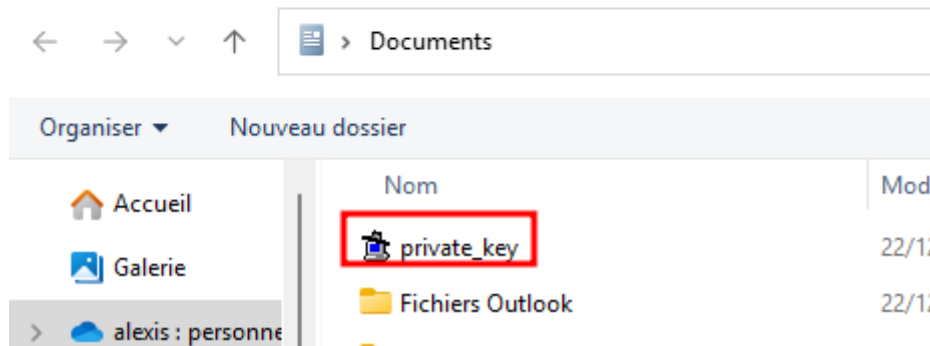 Documents
Organiser
Nouveau dossier
Nom
Mod
Accueil
private_key
22/12
Galerie
Fichiers Outlook
22/12
alexis : personne